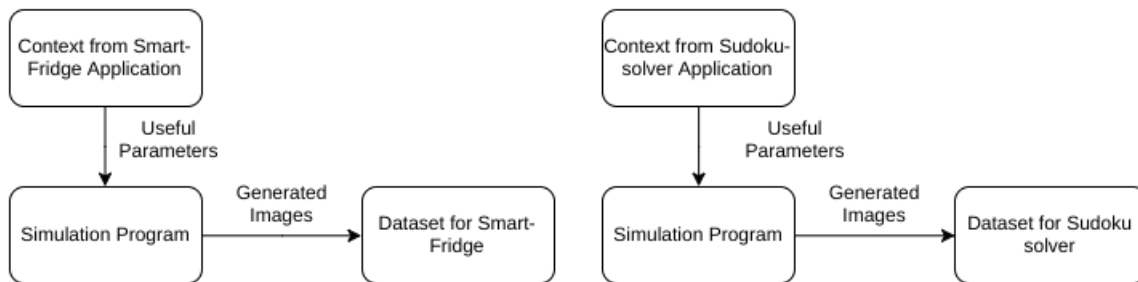 Context from Smart-
Fridge Application
Useful
Parameters
Simulation Program
Generated
Images
Dataset for Smart-
Fridge
Context from Sudoku-
solver Application
Useful
Parameters
Simulation Program
Generated
Images
Dataset for Sudoku
solver